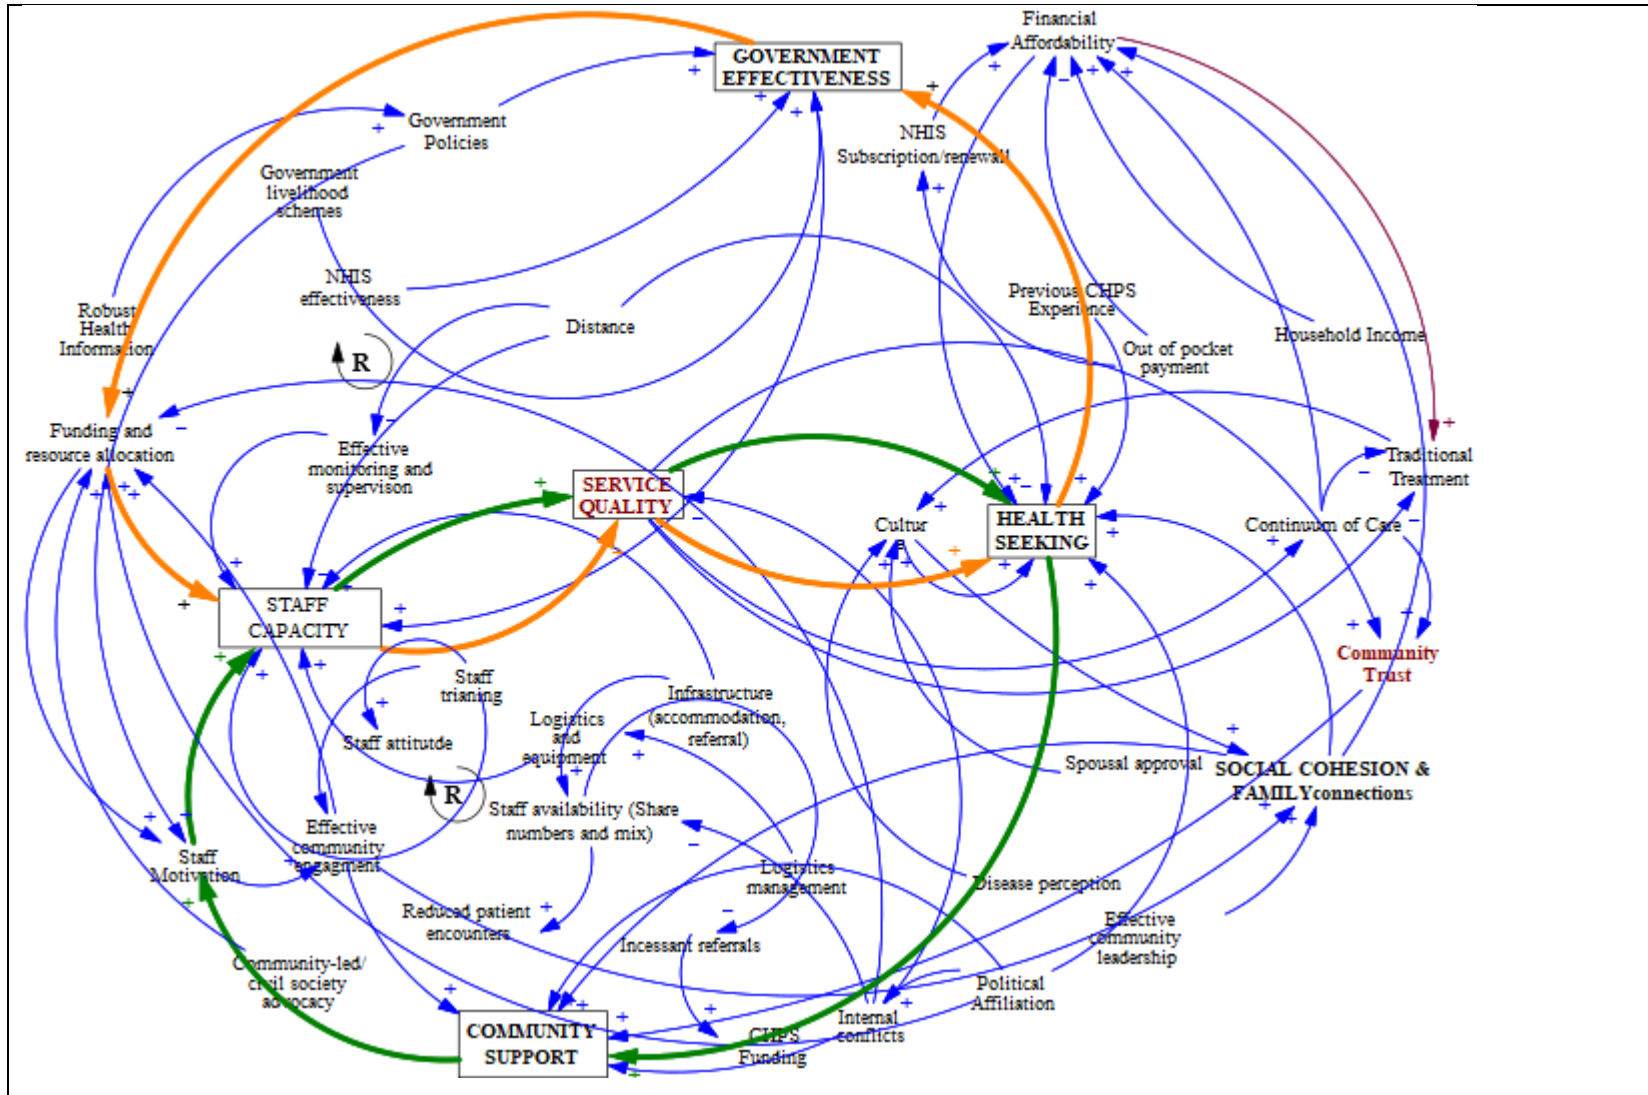 Financial
Affordability
GOVERNMENT
EFFECTIVENESS
Government
Policies
NHIS
Subscription/renewall
Government
livelihood
schemes
NHIS
effectiveness
Previous CHPS
Experience
Robust
Health
Information
Distance
Household Income
Out of pocket
payment
R
Funding and
resource allocation
Effective
monitoring and
supervison
Traditional
Treatment
SERVICE
QUALITY
Cultur
e
HEALTH
SEEKING
Continuum of Care
STAFF
CAPACITY
Community
Trust
Staff
trianing
Infrastructure
(accommodation,
referral)
Logistics
and
equipment
Staff attitutde
Spousal approval
SOCIAL COHESION &
FAMILYconnections
R
Staff availability (Share
numbers and mix)
Effective
community
engagment
Staff
Motivation
Logistics
management
Disease perception
Reduced patient
encounters
Incessant referrals
Effective
community
leadership
Community-led/
civil society
advocacy
Political
Affiliation
Internal
conflicts
COMMUNITY
SUPPORT
CHPS
Funding